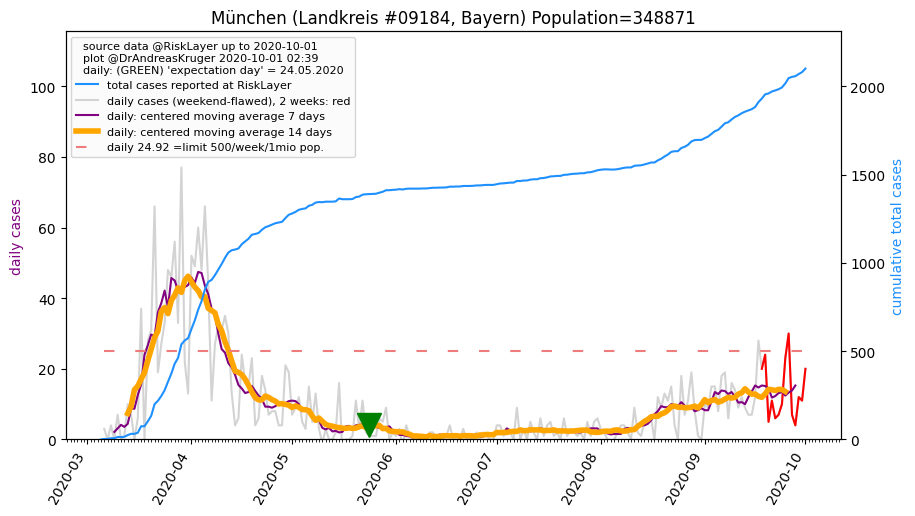 München (Landkreis #09184, Bayern) Population=348871
source data @RiskLayer up to 2020-10-01
plot @DrAndreasKruger 2020-10-01 02:39
daily: (GREEN) 'expectation day' = 24.05.2020
total cases reported at RiskLayer
daily cases (weekend-flawed), 2 weeks: red
daily: centered moving average 7 days
daily: centered moving average 14 days
daily 24.92 =limit 500/week/1mio pop.
daily cases
100
80
60
40
20
0
cumulative total cases
2000
1500
1000
500
0
2020-03
2020-04
2020-05
2020-06
2020-07
2020-08
2020-09
2020-10